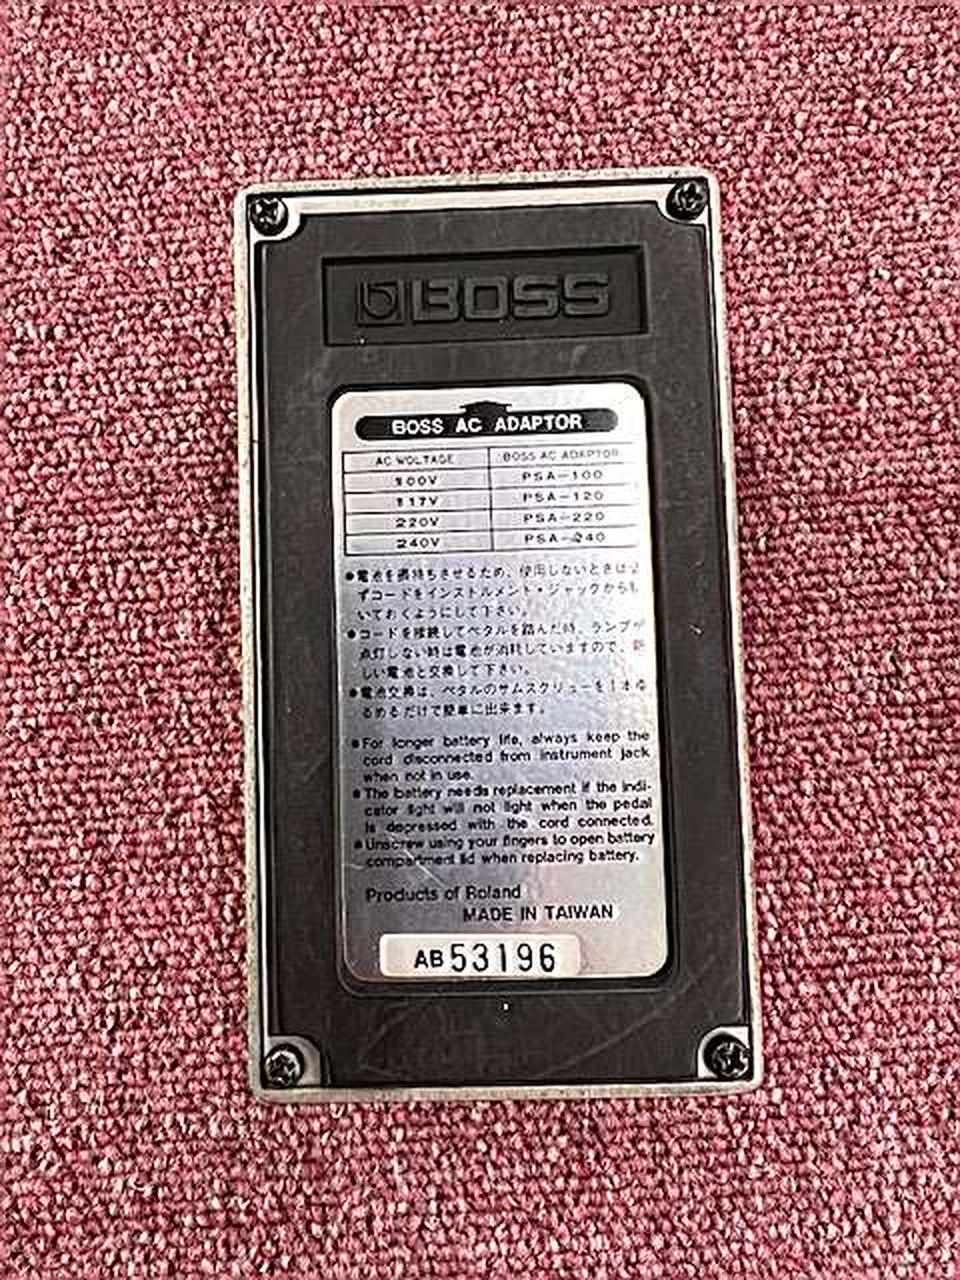 BOSS
BOSS AC ADAPTOR
AC VOLTAGE BOSS AC ADAPTOR
100V PSA-100
117V PSA-120
220V PSA-220
240V PSA-240
●電池を長持ちさせるため、使用しないときは必
ずコードをインストルメント・ジャックからぬ
いておくようにして下さい。
●コードを接続してペダルを踏んだ時、ランプが
点灯しない時は電池が消耗していますので、新
しい電池と交換して下さい。
●電池交換は、ペダルのサムスクリューを1本ゆ
るめるだけで簡単に出来ます。
●For longer battery life, always keep the
cord disconnected from instrument jack
when not in use.
●The battery needs replacement if the indi-
cator light will not light when the pedal
is depressed with the cord connected.
●Unscrew using your fingers to open battery
compartment lid when replacing battery.
Products of Roland
MADE IN TAIWAN
AB53196